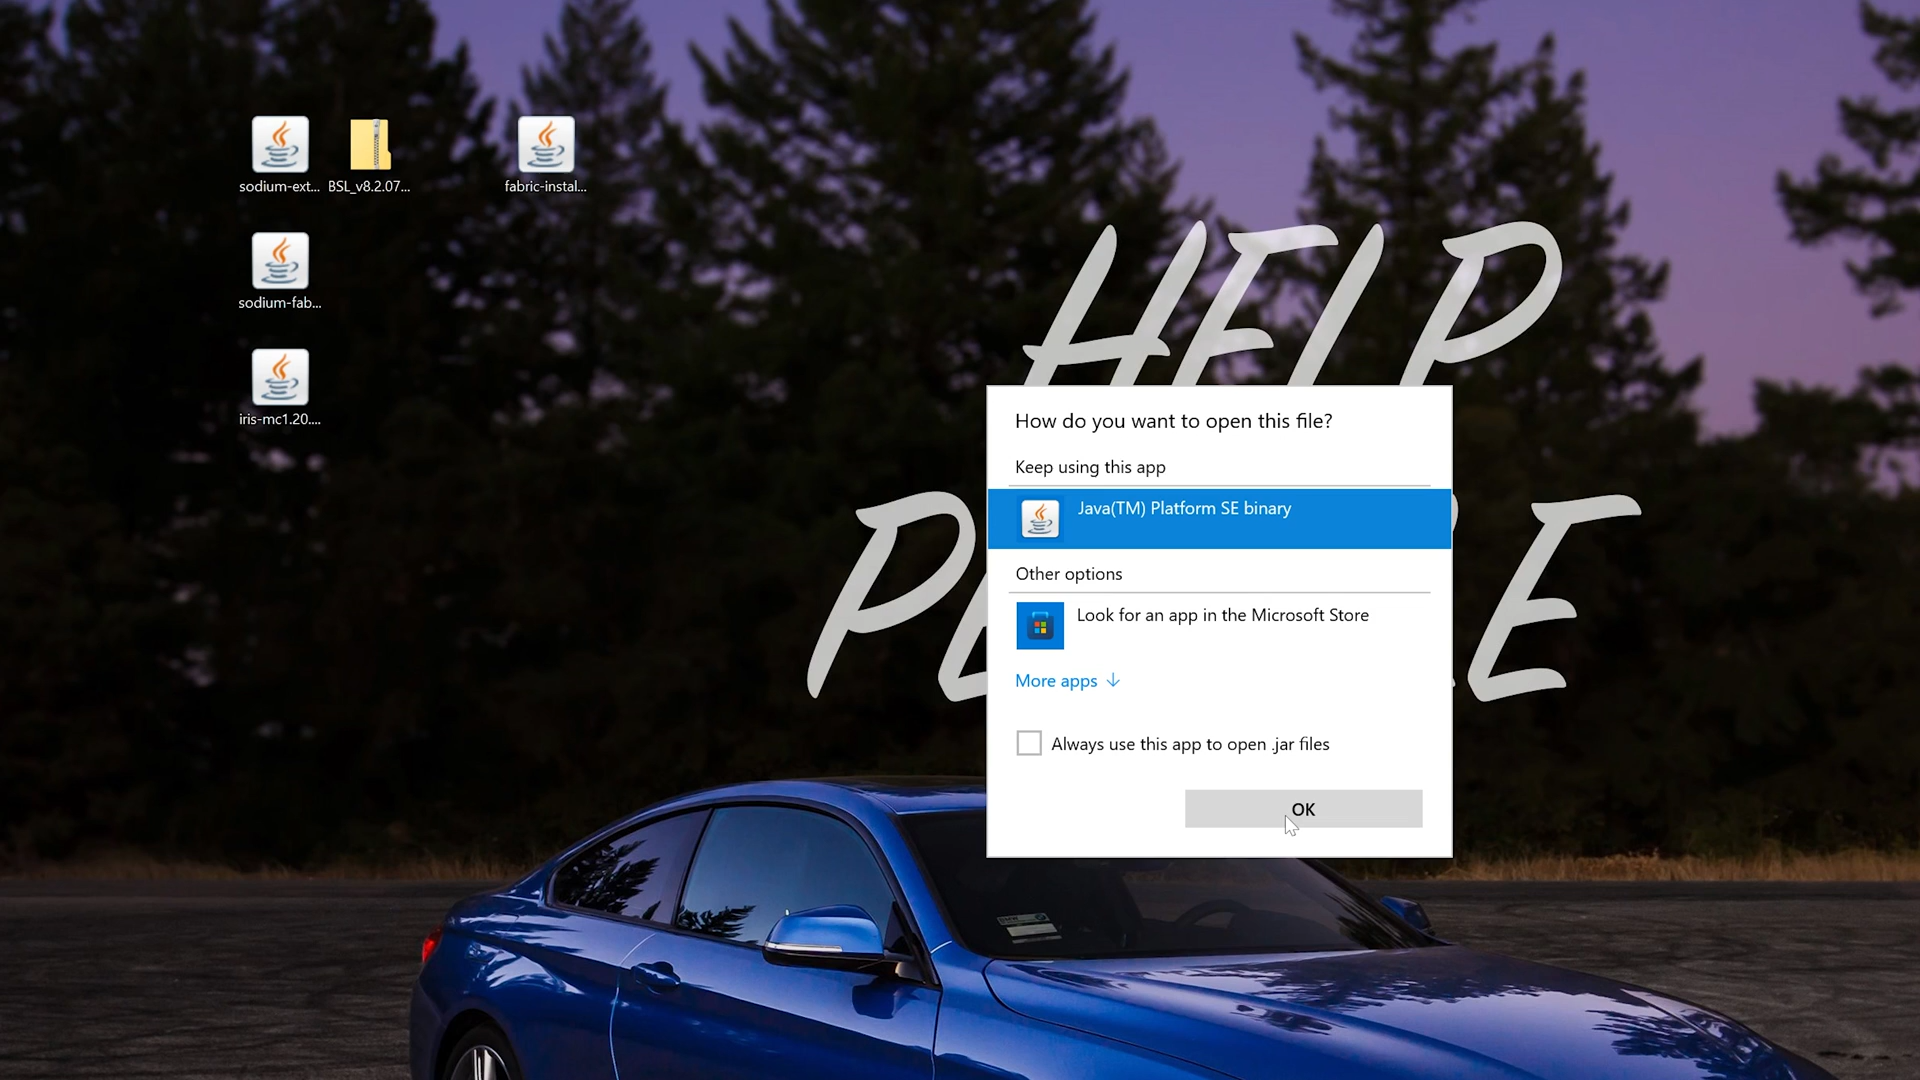 sodium-ext...
BSL_v8.2.07...
fabric-instal...
sodium-fab...
iris-mc1.20....
HELP
How do you want to open this file?
Keep using this app
Java(TM) Platform SE binary
Other options
Look for an app in the Microsoft Store
More apps
Always use this app to open .jar files
OK